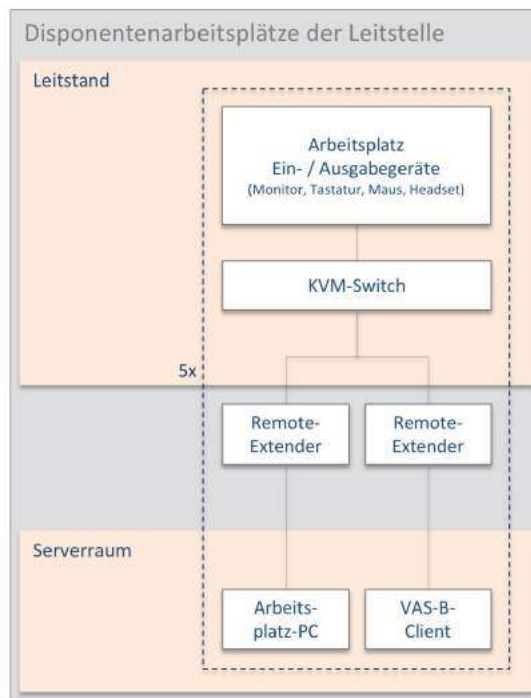 Disponentenarbeitsplätze der Leitstelle
Leitstand
Arbeitsplatz
Ein- / Ausgabegeräte
(Monitor, Tastatur, Maus, Headset)
KVM-Switch
5x
Remote-
Extender
Remote-
Extender
Serverraum
Arbeits-
platz-PC
VAS-B-
Client